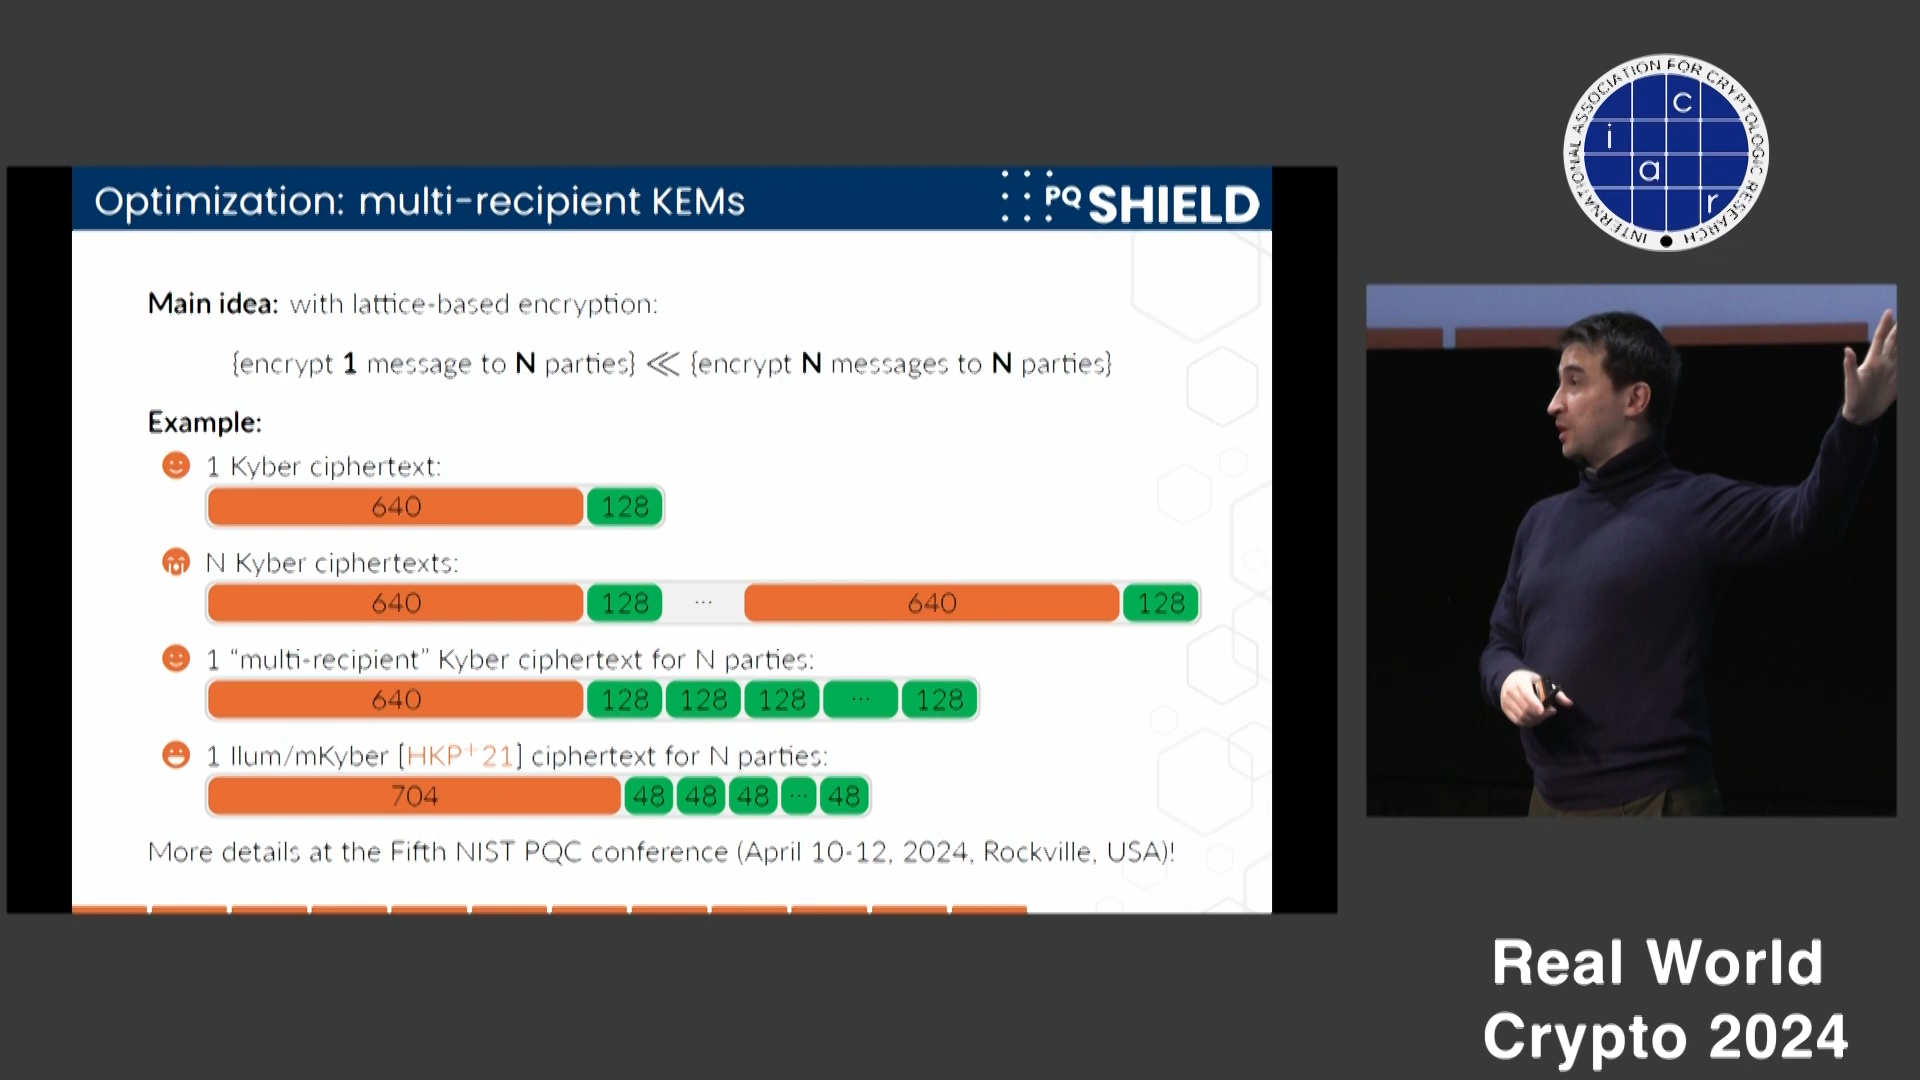 Optimization: multi-recipient KEMs
PQ SHIELD
Main idea: with lattice-based encryption:
{encrypt 1 message to N parties} ≪ {encrypt N messages to N parties}
Example:
1 Kyber ciphertext:
640 128
N Kyber ciphertexts:
640 128 ... 640 128
1 “multi-recipient” Kyber ciphertext for N parties:
640 128 128 128 ... 128
1 Ilum/mKyber [HKP+21] ciphertext for N parties:
704 48 48 48 ... 48
More details at the Fifth NIST PQC conference (April 10-12, 2024, Rockville, USA)!
INTERNATIONAL ASSOCIATION FOR CRYPTOLOGIC RESEARCH
i a c r
Real World
Crypto 2024